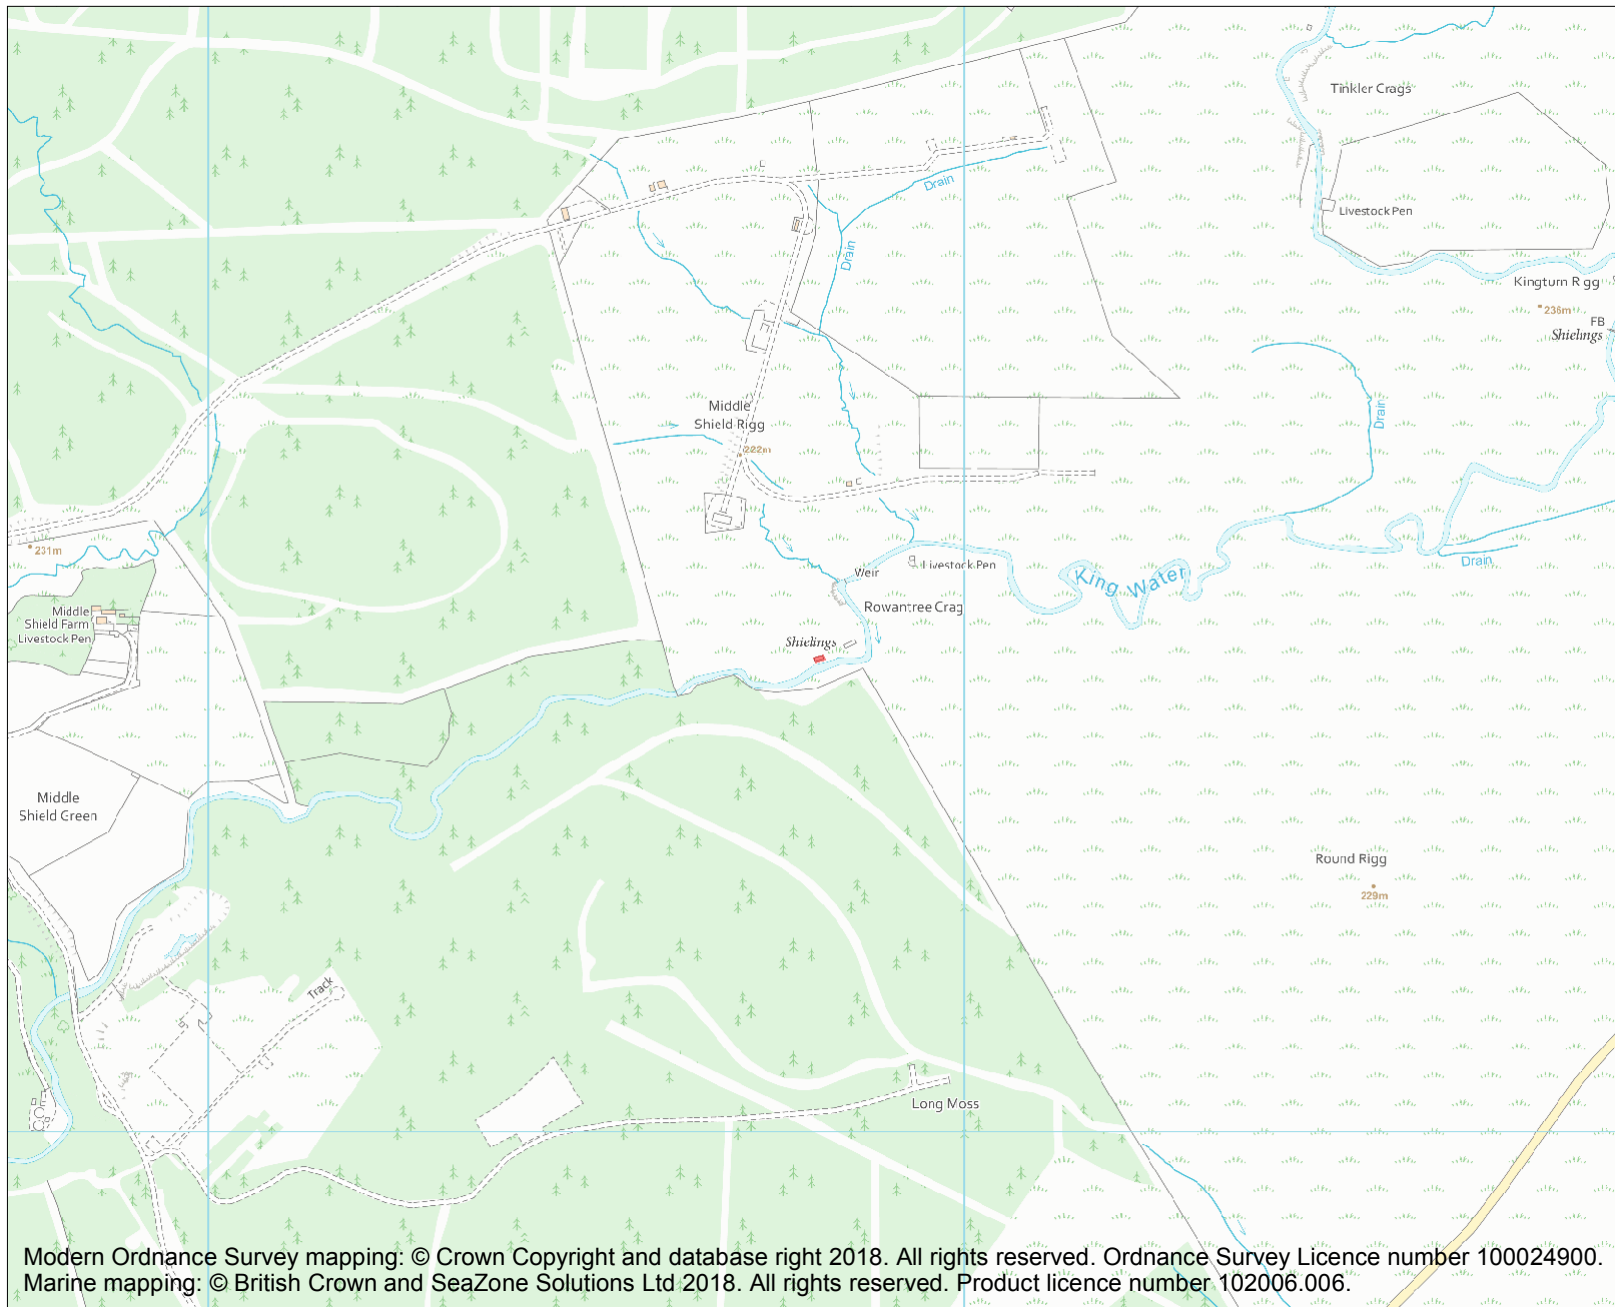 Tinkler Crags
Drain
Livestock Pen
Drain
Kingturn Rigg
236m
FB
Shielings
Middle
Shield Rigg
222m
Drain
231m
Weir
Livestock Pen
King Water
Drain
Rowantree Crag
Middle
Shield Farm
Livestock Pen
Shielings
Middle
Shield Green
Round Rigg
229m
Track
Long Moss
Modern Ordnance Survey mapping: © Crown Copyright and database right 2018. All rights reserved. Ordnance Survey Licence number 100024900.
Marine mapping: © British Crown and SeaZone Solutions Ltd 2018. All rights reserved. Product licence number 102006.006.